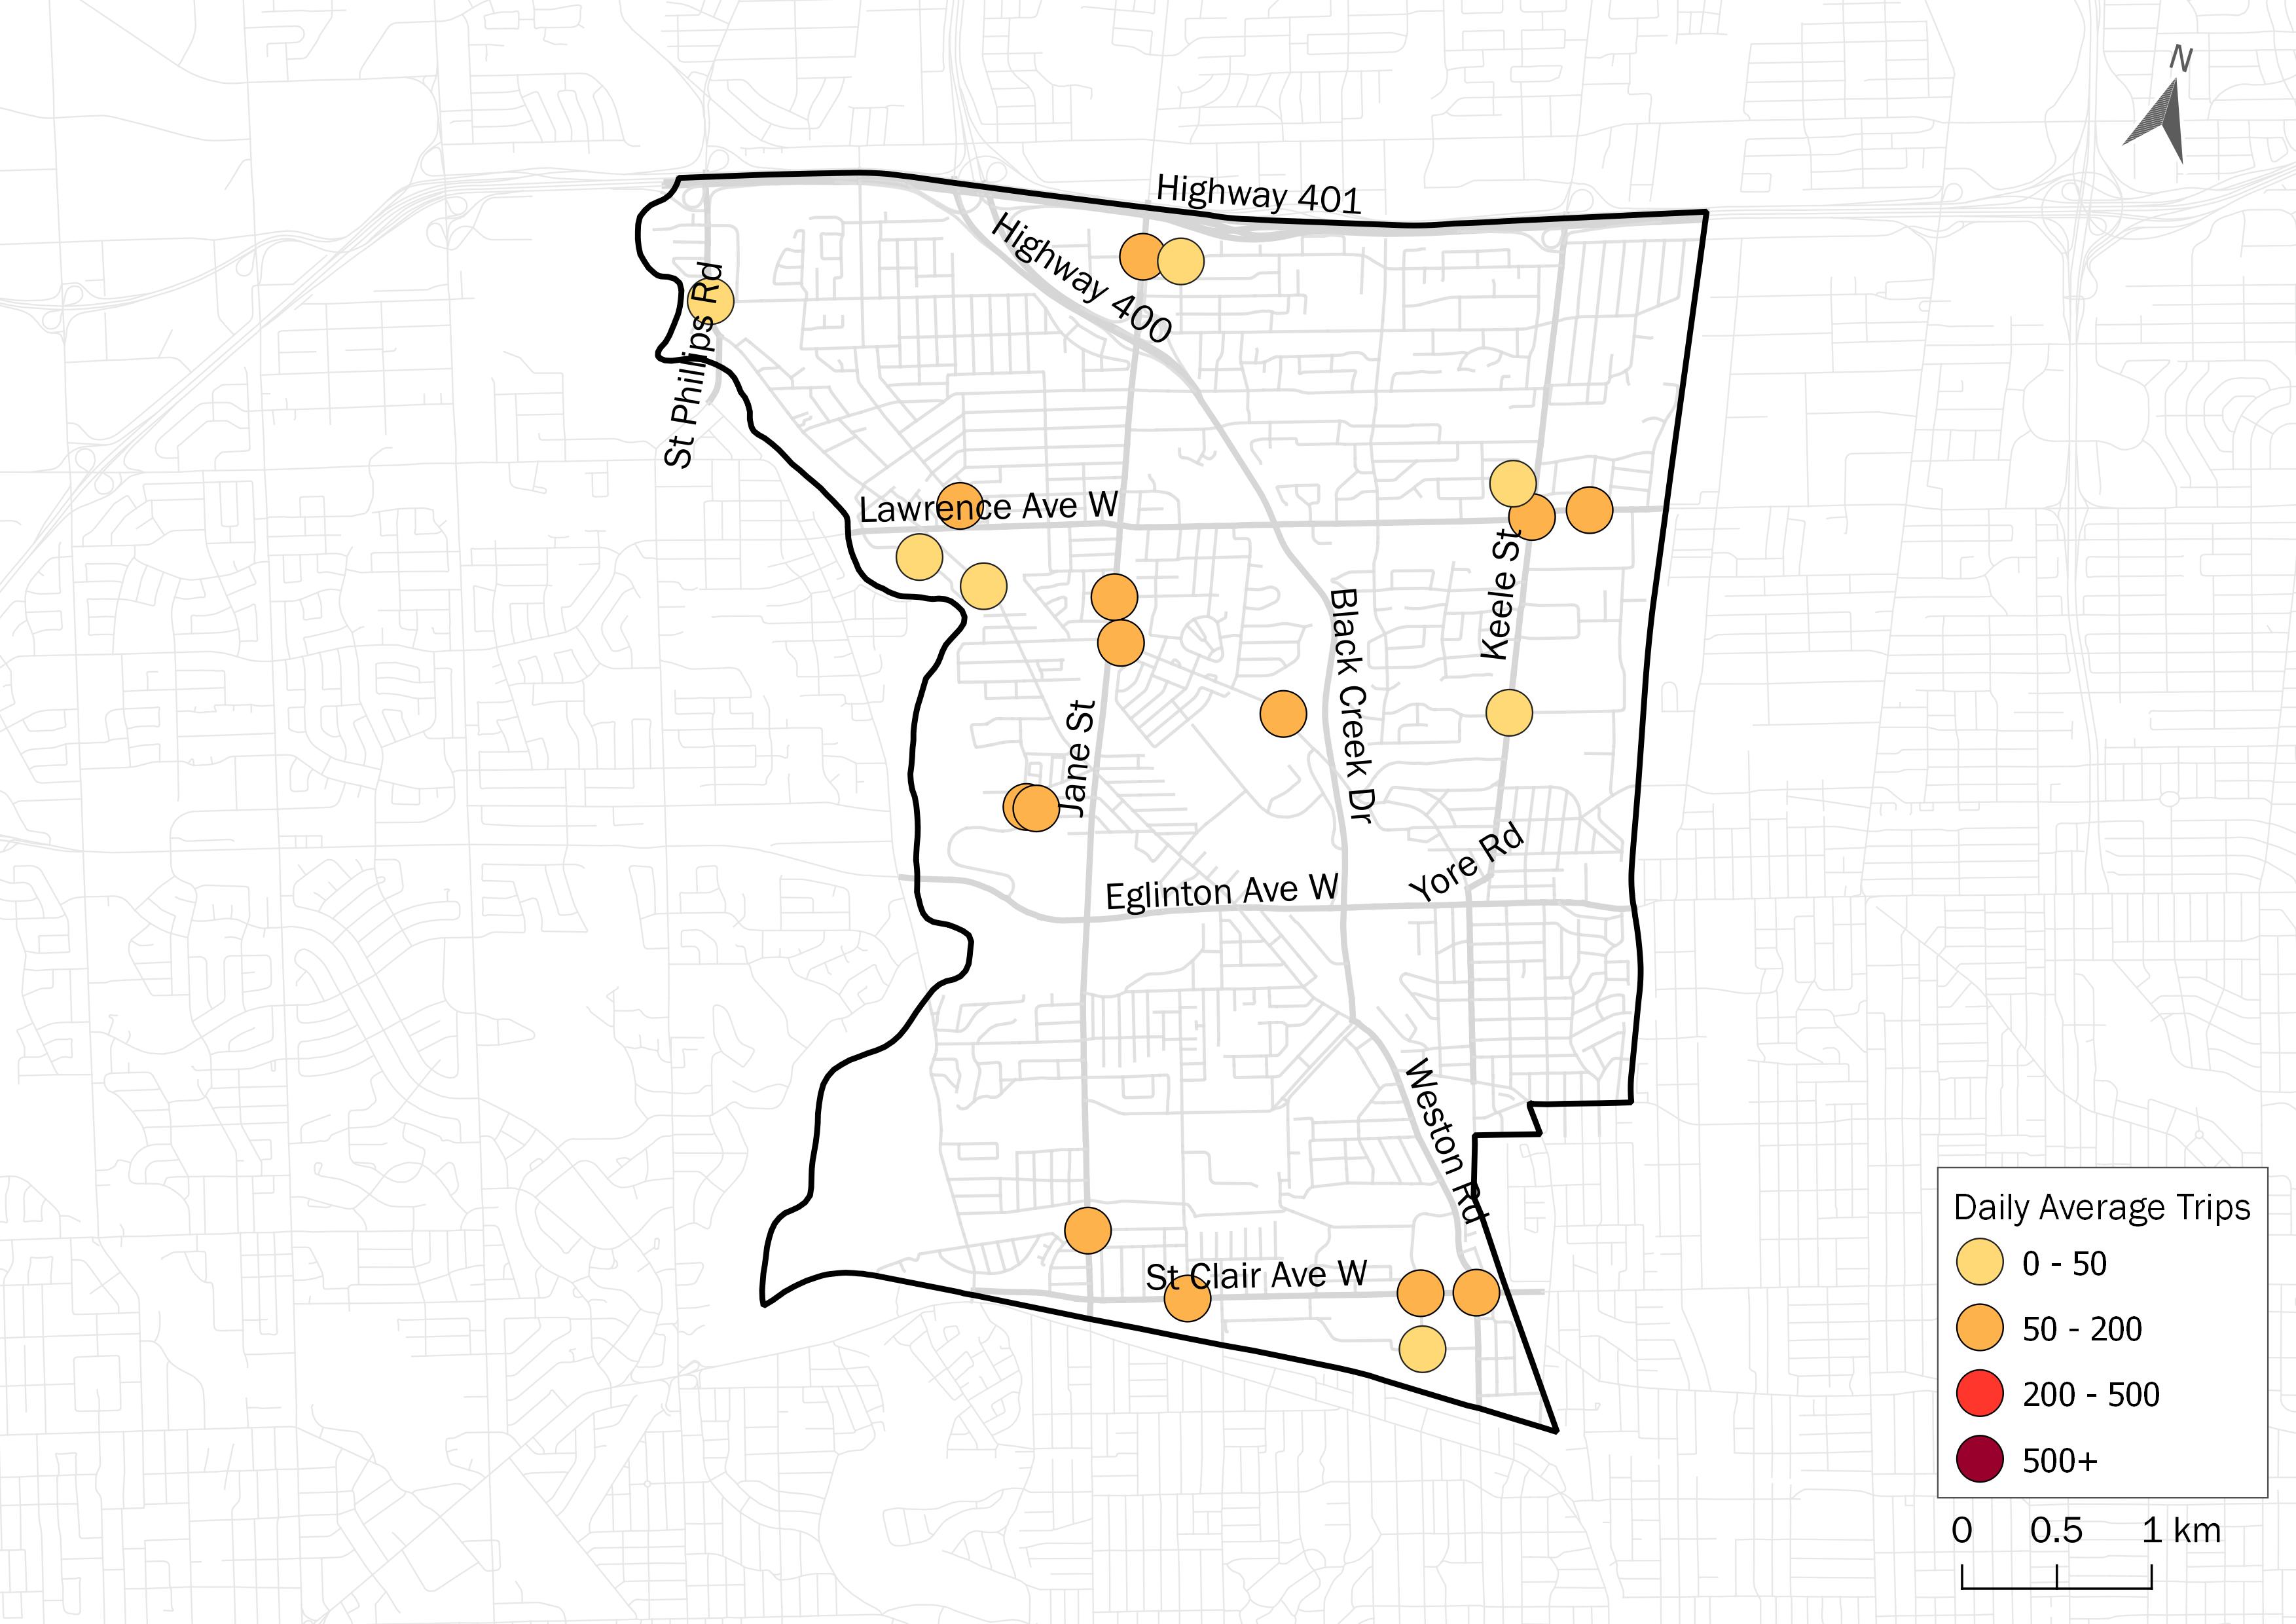 N
Highway 401
Highway 400
St Phillips Rd
Lawrence Ave W
Keele St
Black Creek Dr
Jane St
Yore Rd
Eglinton Ave W
Weston Rd
St Clair Ave W
Daily Average Trips
0 - 50
50 - 200
200 - 500
500+
0 0.5 1 km